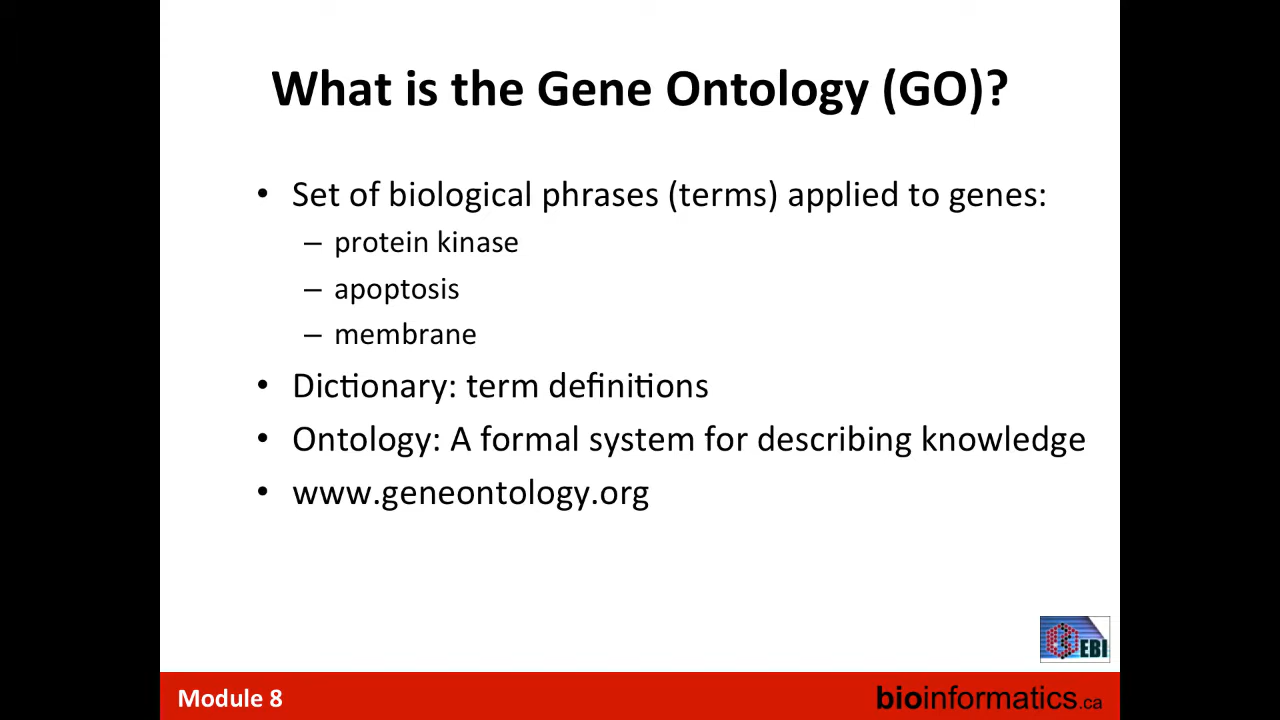 What is the Gene Ontology (GO)?
• Set of biological phrases (terms) applied to genes:
– protein kinase
– apoptosis
– membrane
• Dictionary: term definitions
• Ontology: A formal system for describing knowledge
• www.geneontology.org
EBI
Module 8
bioinformatics.ca